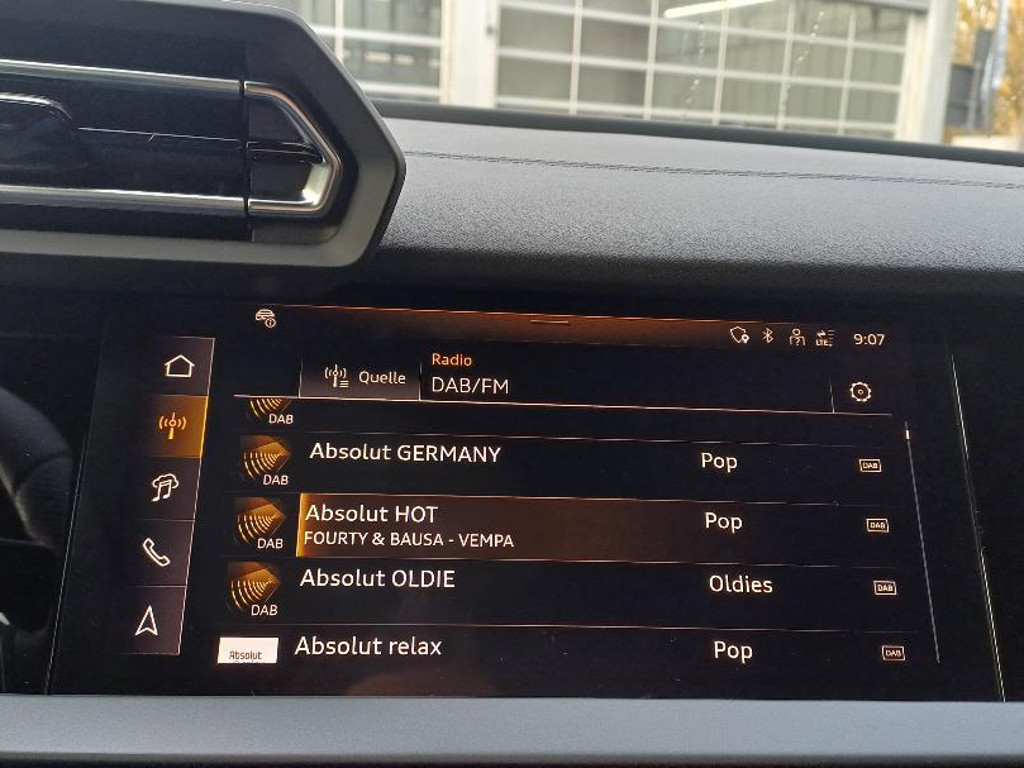 LTE
9:07
Quelle
Radio
DAB/FM
DAB
Absolut GERMANY
Pop
DAB
DAB
Absolut HOT
FOURTY & BAUSA - VEMPA
Pop
DAB
DAB
Absolut OLDIE
Oldies
DAB
DAB
Absolut
Absolut relax
Pop
DAB